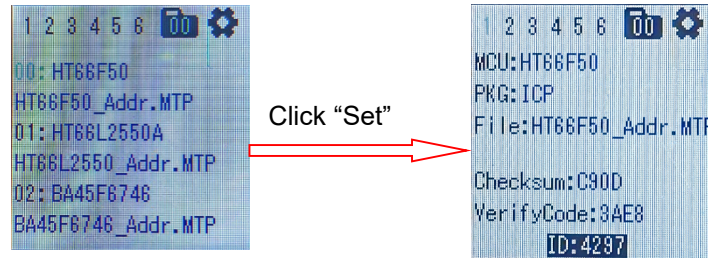 1 2 3 4 5 6 00
00: HT66F50
HT66F50_Addr.MTP
01: HT66L2550A
HT66L2550_Addr.MTP
02: BA45F6746
BA45F6746_Addr.MTP
Click “Set”
1 2 3 4 5 6 00
MCU:HT66F50
PKG:ICP
File:HT66F50_Addr.MTP
Checksum:C90D
VerifyCode:3AE8
ID:4297